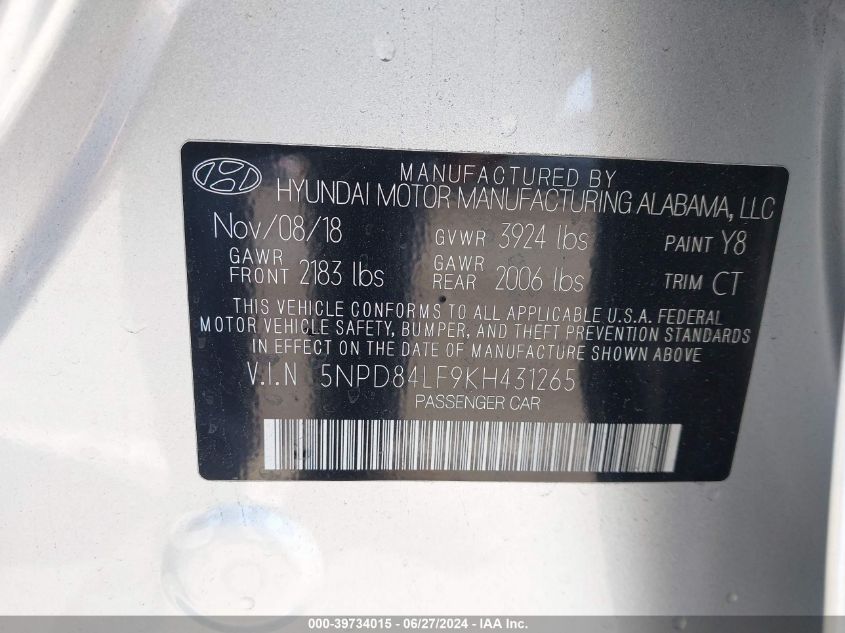 MANUFACTURED BY
HYUNDAI MOTOR MANUFACTURING ALABAMA, LLC
Nov/08/18 GVWR 3924 lbs PAINT Y8
GAWR FRONT 2183 lbs GAWR REAR 2006 lbs TRIM CT
THIS VEHICLE CONFORMS TO ALL APPLICABLE U.S.A. FEDERAL
MOTOR VEHICLE SAFETY, BUMPER, AND THEFT PREVENTION STANDARDS
IN EFFECT ON THE DATE OF MANUFACTURE SHOWN ABOVE.
V.I.N 5NPD84LF9KH431265
PASSENGER CAR
000-39734015 - 06/27/2024 - © IAA Inc.